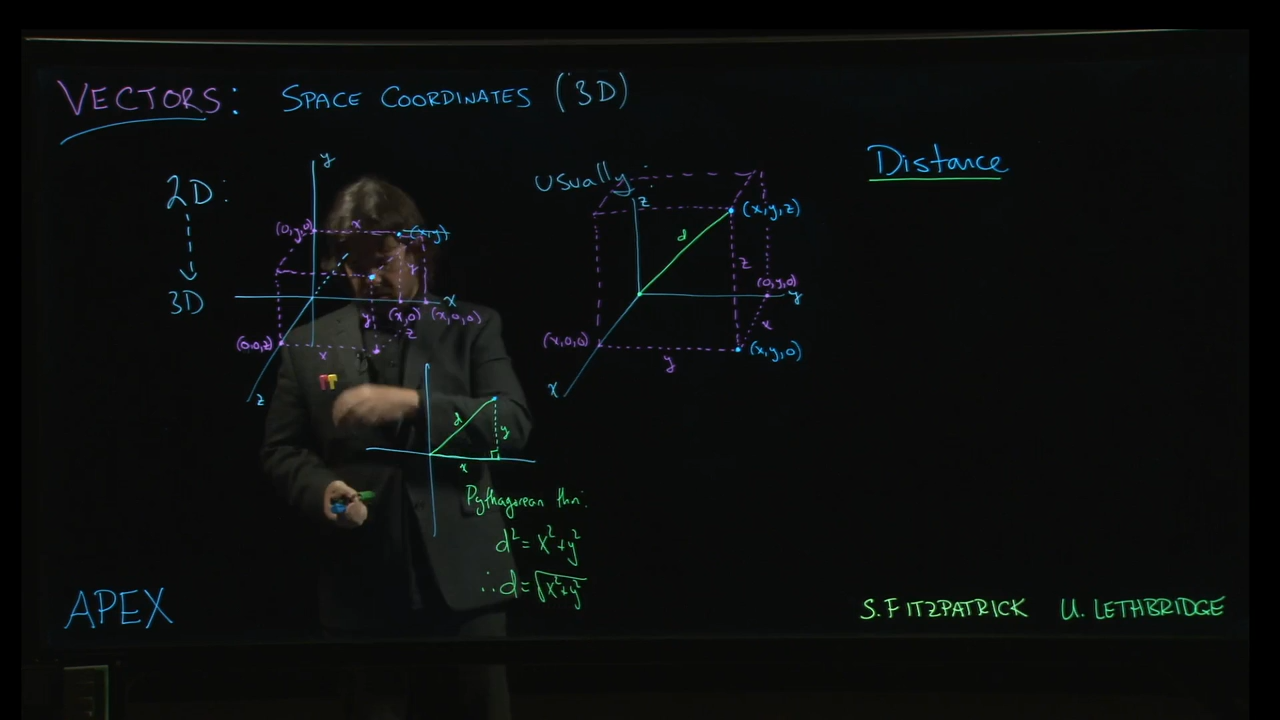 VECTORS: SPACE COORDINATES (3D)
2D:
3D
y
(0,y,0)
x
(x,y)
y
x
(x,0)
(x,0,0)
y
z
(0,0,z)
x
z
d
y
x
Pythagorean thm:
d²=x²+y²
∴d=√x²+y²
usually:
z
(x,y,z)
d
z
(0,y,0)
y
x
(x,0,0)
(x,y,0)
y
x
Distance
APEX
S. FITZPATRICK U. LETHBRIDGE